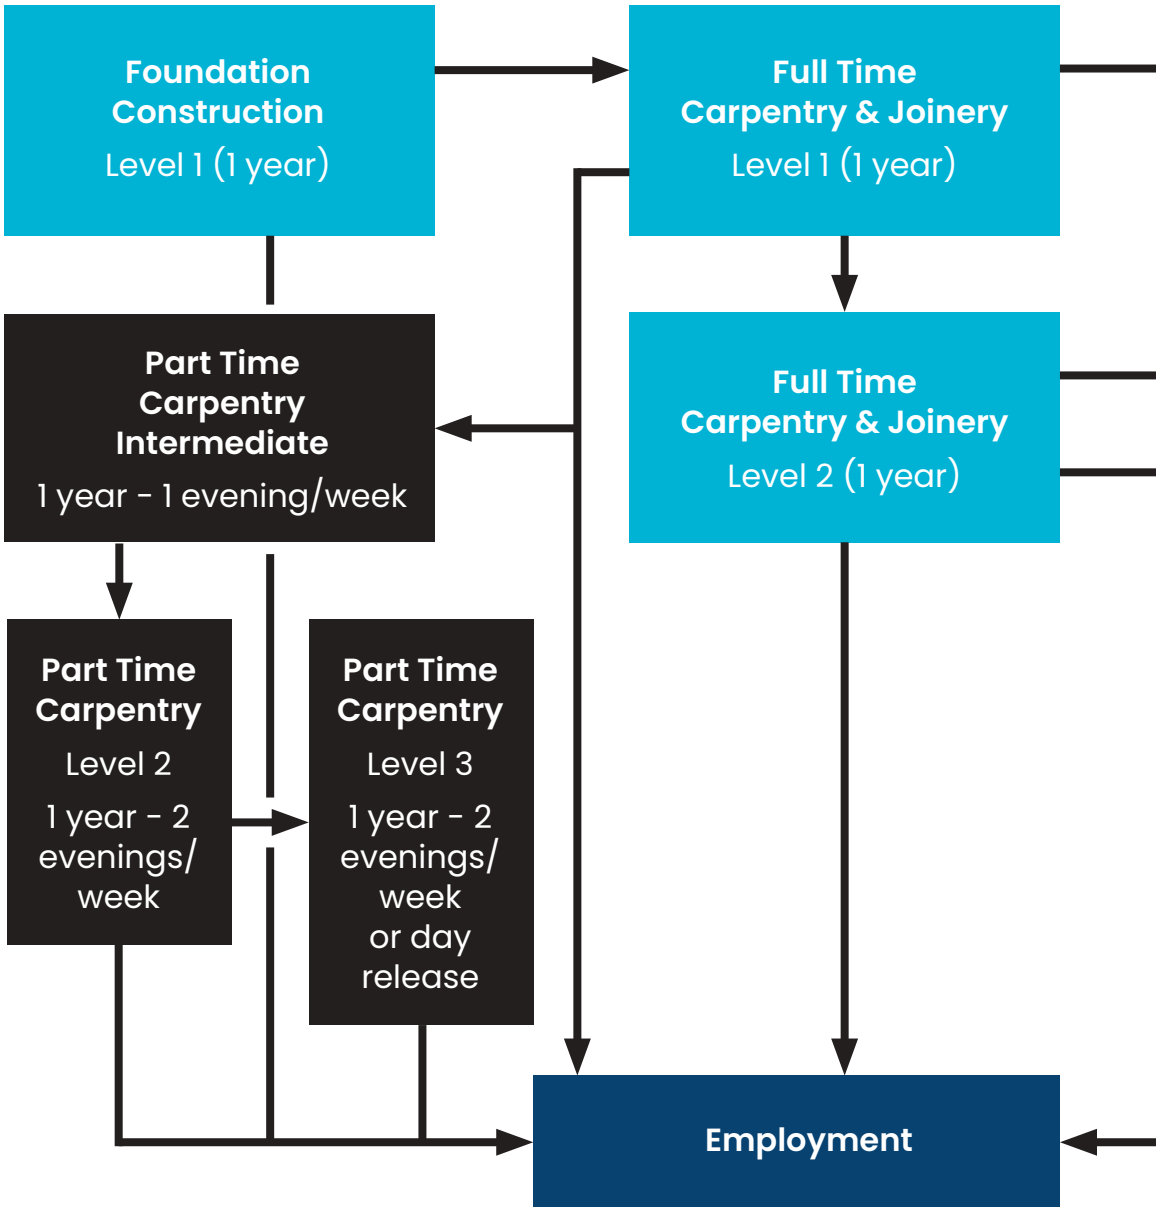 Foundation
Construction
Level 1 (1 year)
Full Time
Carpentry & Joinery
Level 1 (1 year)
Part Time
Carpentry
Intermediate
1 year - 1 evening/week
Full Time
Carpentry & Joinery
Level 2 (1 year)
Part Time
Carpentry
Level 2
1 year - 2
evenings/
week
Part Time
Carpentry
Level 3
1 year - 2
evenings/
week
or day
release
Employment